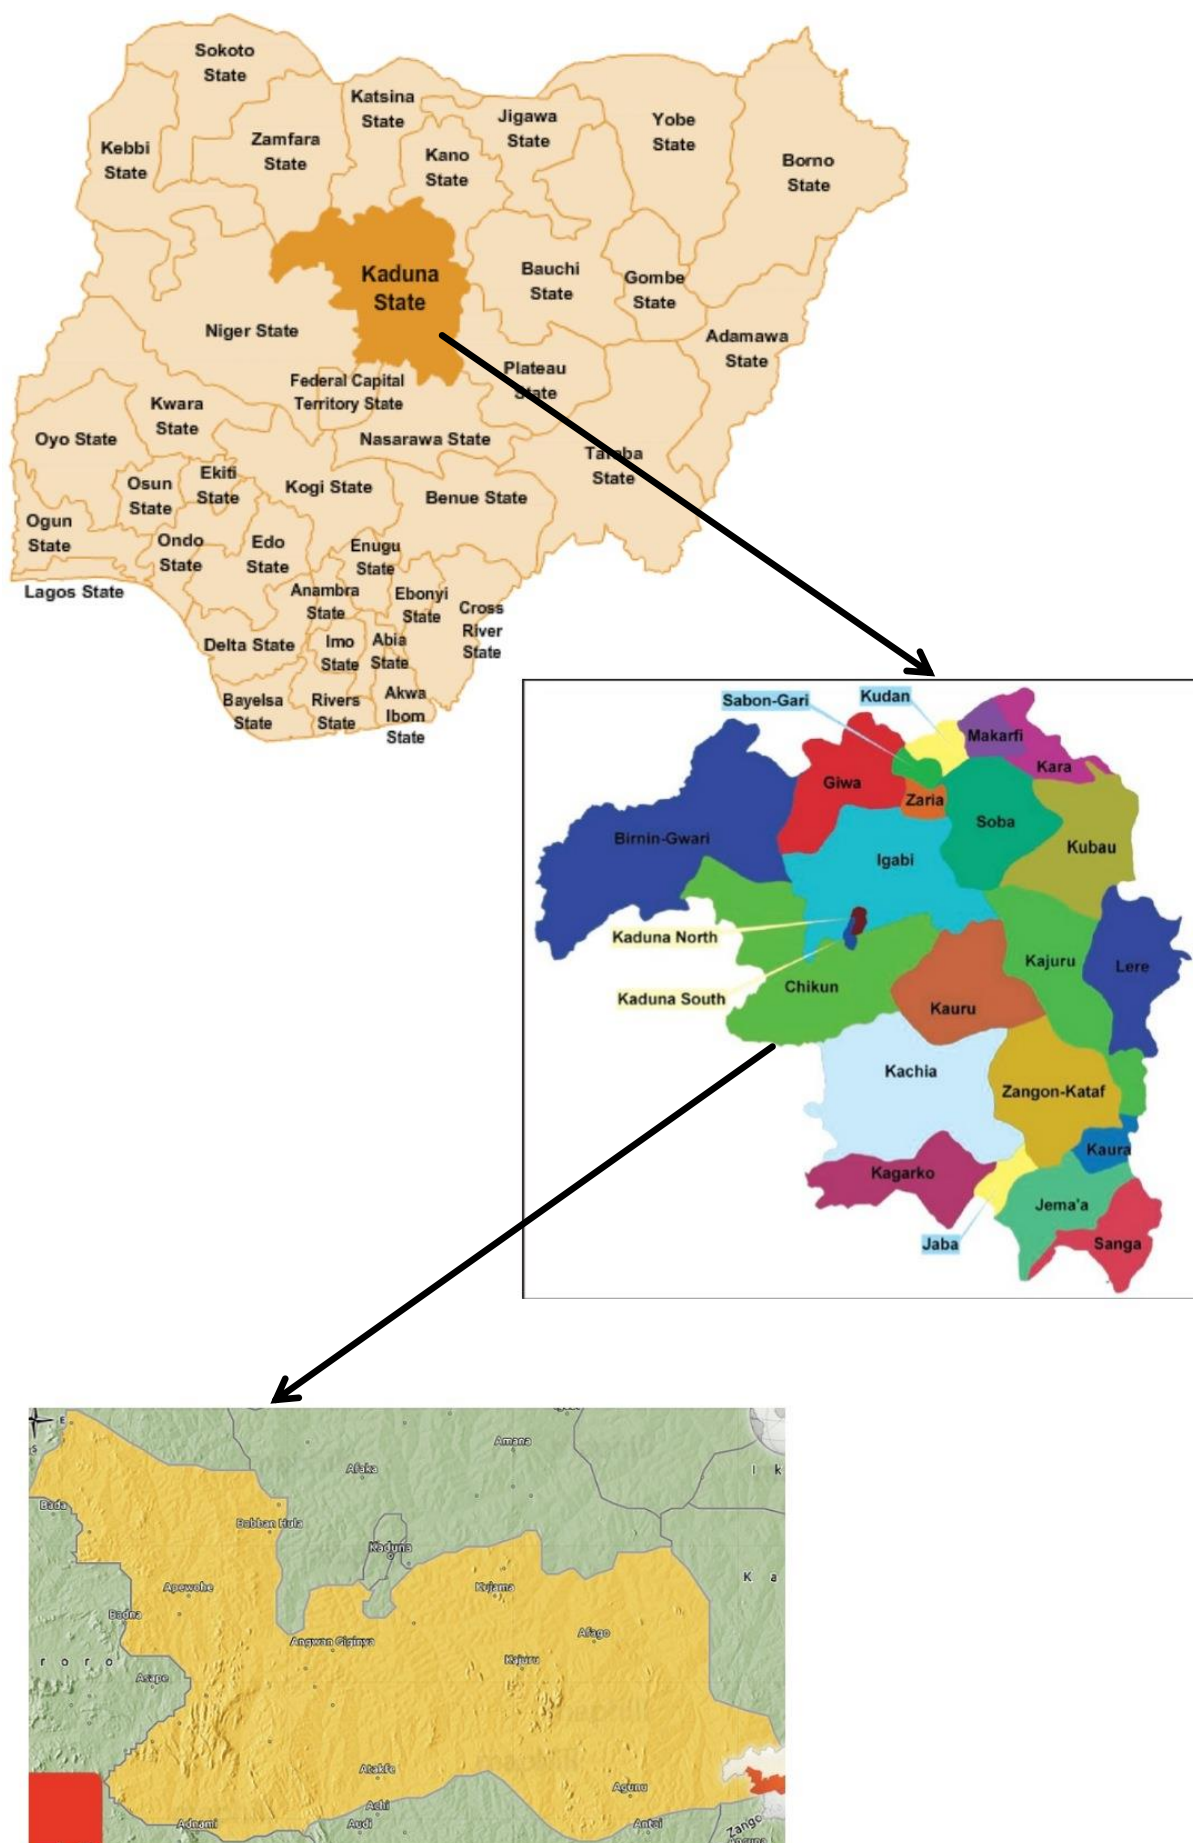 Sokoto
State
Katsina
State
Jigawa
State
Yobe
State
Kebbi
State
Zamfara
State
Kano
State
Borno
State
Kaduna
State
Bauchi
State
Gombe
State
Niger State
Adamawa
State
Plateau
State
Federal Capital
Territory State
Kwara
State
Oyo State
Nasarawa State
Taraba
State
Osun
State
Ekiti
State
Kogi State
Benue State
Ogun
State
Ondo
State
Edo
State
Enugu
State
Lagos State
Anambra
State
Ebonyi
State
Cross
River
State
Delta State
Imo
State
Abia
State
Bayelsa
State
Rivers
State
Akwa
Ibom
State
Sabon-Gari
Kudan
Makarfi
Kara
Giwa
Zaria
Soba
Birnin-Gwari
Igabi
Kubau
Kaduna North
Kajuru
Lere
Chikun
Kaduna South
Kauru
Kachia
Zangon-Kataf
Kaura
Kagarko
Jema'a
Jaba
Sanga
E
S
Amana
Afaka
I k
Bada
Bobban Hula
Kaduna
K a
Apewohe
Kujama
Badna
Angwan Giginya
Afago
r o r o
Kajuru
Asape
Atakfe
Agunu
Achi
Adnami
Audi
Antai
Zango